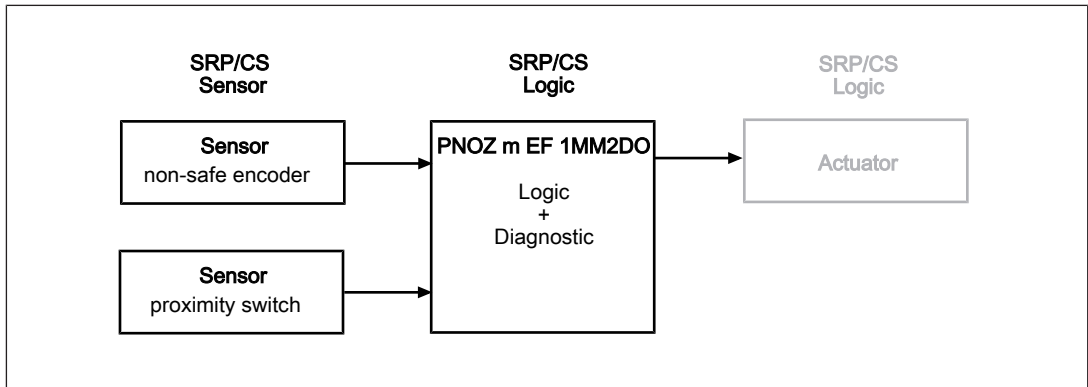 SRP/CS
Sensor
SRP/CS
Logic
SRP/CS
Logic
Sensor
non-safe encoder
PNOZ m EF 1MM2DO
Logic
+
Diagnostic
Actuator
Sensor
proximity switch